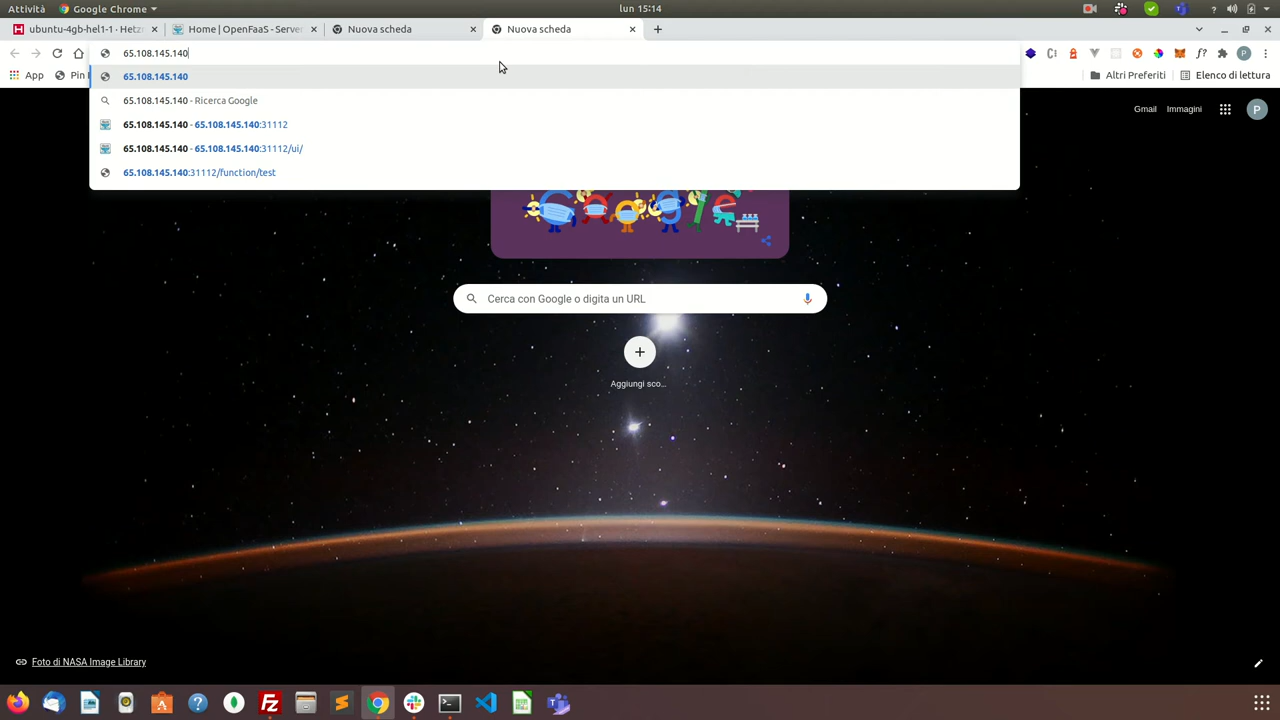 Attività
Google Chrome
lun 15:14
ubuntu-4gb-hel1-1 · Hetz
Home | OpenFaaS - Server
Nuova scheda
Nuova scheda
65.108.145.140
65.108.145.140
65.108.145.140 - Ricerca Google
65.108.145.140 - 65.108.145.140:31112
65.108.145.140 - 65.108.145.140:31112/ui/
65.108.145.140:31112/function/test
App
Pin I
Altri Preferiti
Elenco di lettura
Gmail
Immagini
P
Cerca con Google o digita un URL
Aggiungi sco...
Foto di NASA Image Library